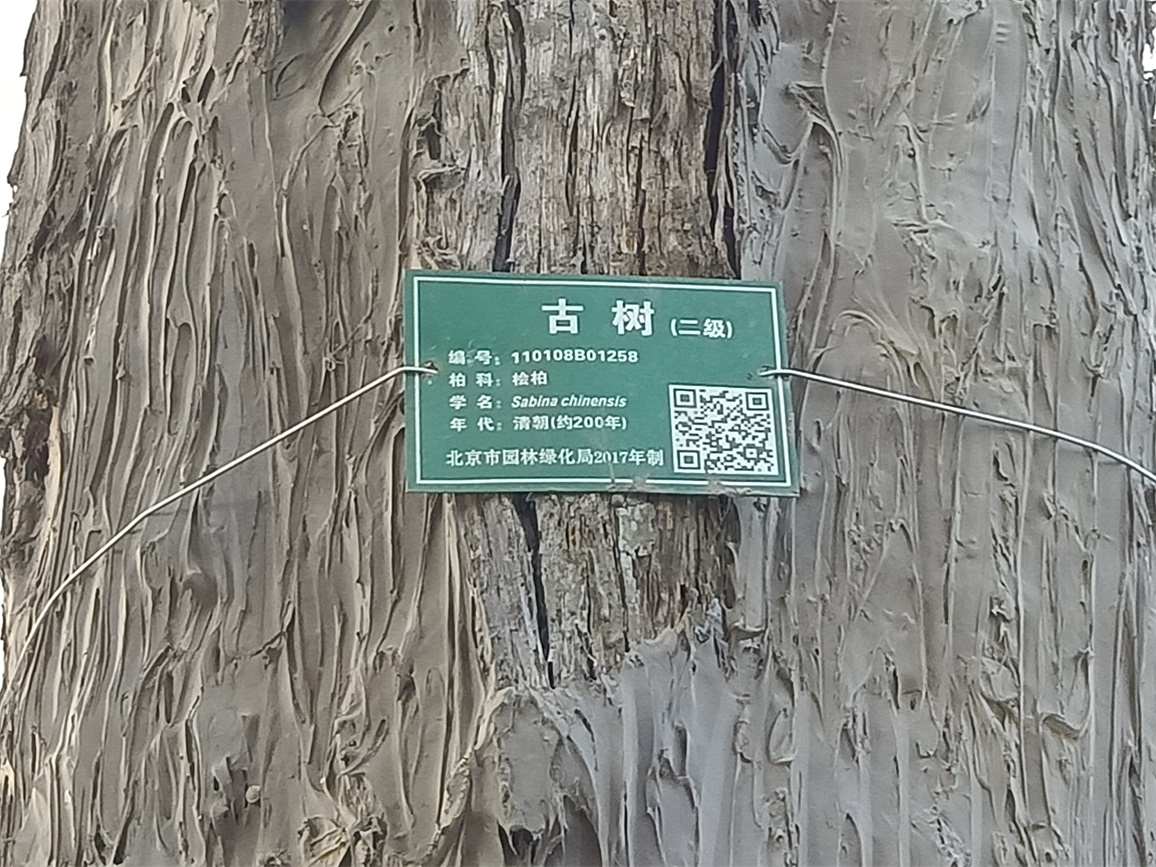 古树(二级)
编号：110108B01258
柏科：桧柏
学名：Sabina chinensis
年代：清朝(约200年)
北京市园林绿化局2017年制